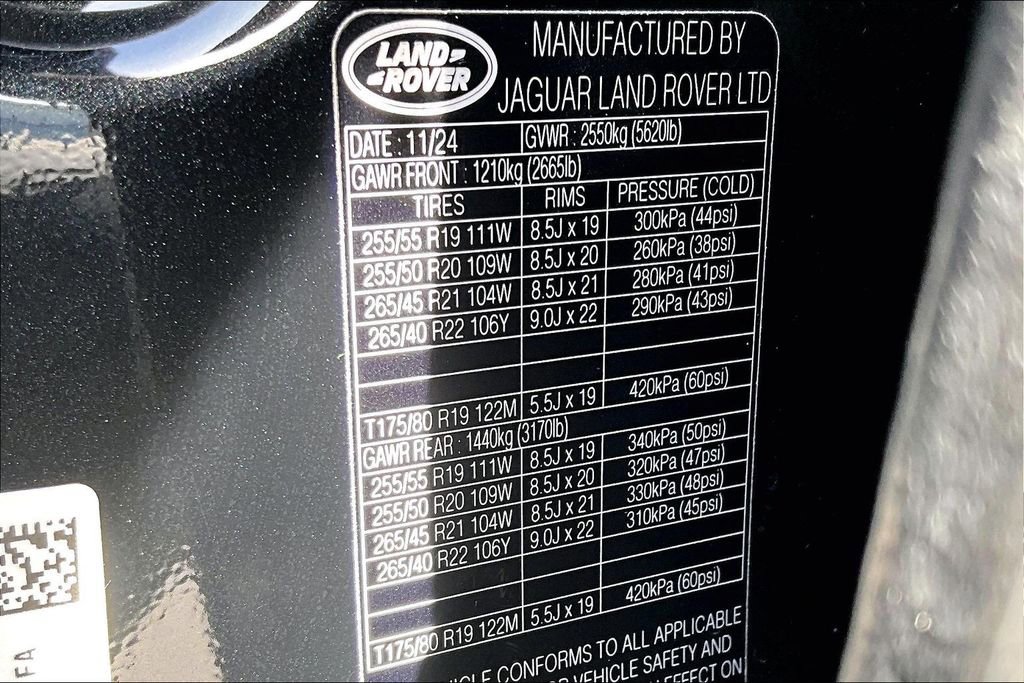 LAND ROVER
MANUFACTURED BY
JAGUAR LAND ROVER LTD
DATE : 11/24 GVWR : 2550kg (5620lb)
GAWR FRONT : 1210kg (2665lb)
TIRES RIMS PRESSURE (COLD)
255/55 R19 111W 8.5J x 19 300kPa (44psi)
255/50 R20 109W 8.5J x 20 260kPa (38psi)
265/45 R21 104W 8.5J x 21 280kPa (41psi)
265/40 R22 106Y 9.0J x 22 290kPa (43psi)
T175/80 R19 122M 5.5J x 19 420kPa (60psi)
GAWR REAR : 1440kg (3170lb)
255/55 R19 111W 8.5J x 19 340kPa (50psi)
255/50 R20 109W 8.5J x 20 320kPa (47psi)
265/45 R21 104W 8.5J x 21 330kPa (48psi)
265/40 R22 106Y 9.0J x 22 310kPa (45psi)
T175/80 R19 122M 5.5J x 19 420kPa (60psi)
CONFORMS TO ALL APPLICABLE
VEHICLE SAFETY AND
EFFECT ON
FA